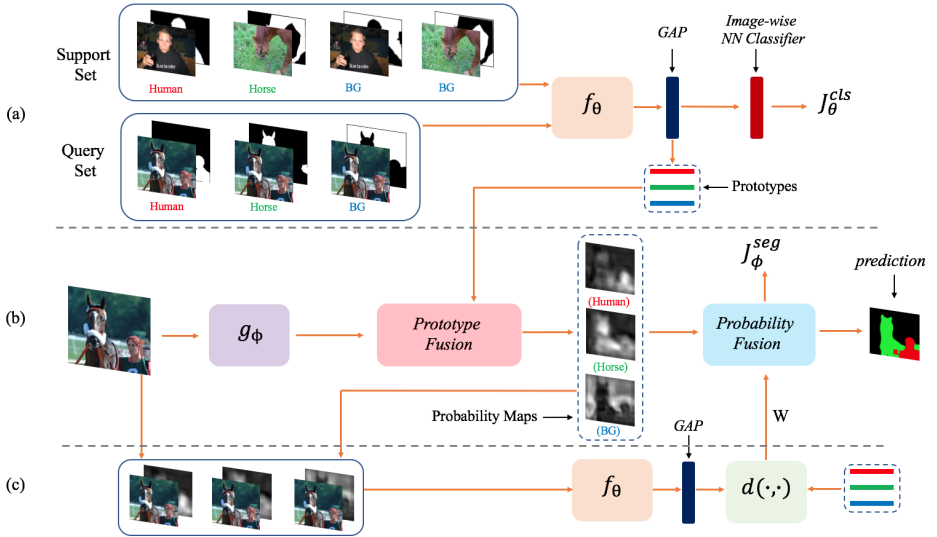 (a)
Support
Set
Human
Horse
BG
BG
Query
Set
Human
Horse
BG
f_θ
GAP
Image-wise
NN Classifier
J_θ^{cls}
Prototypes
(b)
g_ϕ
Prototype
Fusion
(Human)
(Horse)
(BG)
Probability Maps
J_ϕ^{seg}
Probability
Fusion
prediction
W
(c)
f_θ
GAP
d(·,·)